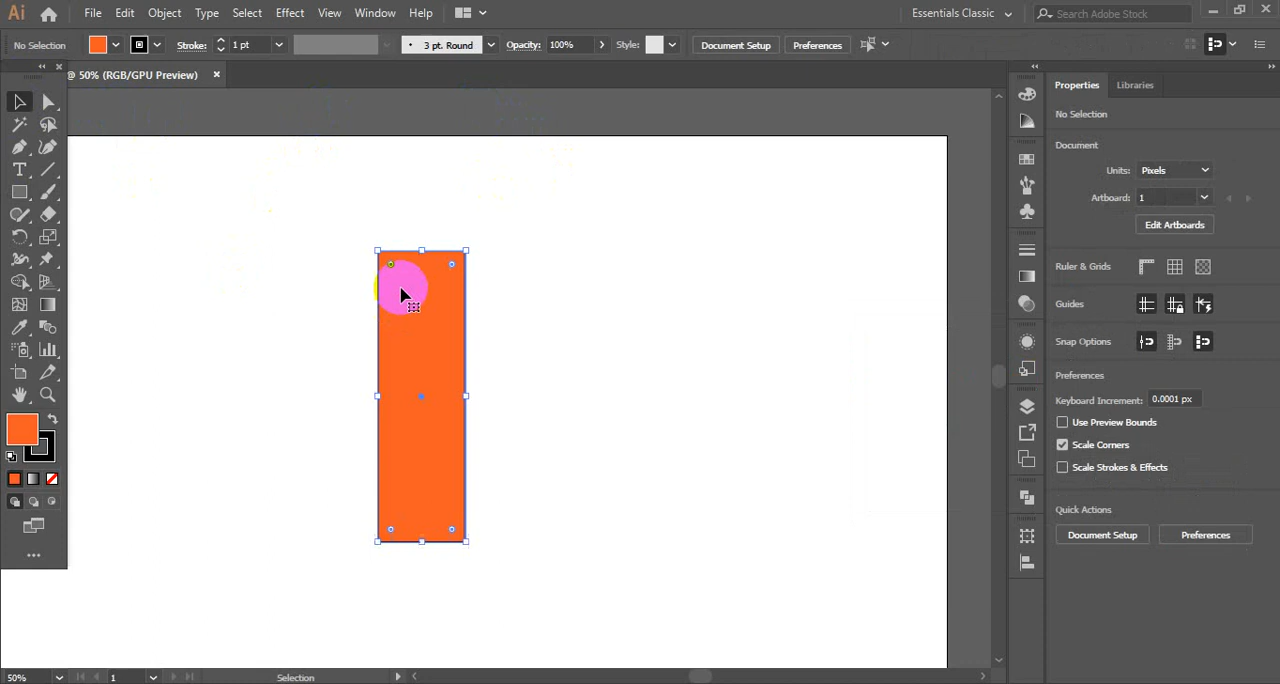 Ai File Edit Object Type Select Effect View Window Help Essentials Classic Search Adobe Stock
No Selection Stroke: 1 pt 3 pt. Round Opacity: 100% Style: Document Setup Preferences
@ 50% (RGB/GPU Preview)
Properties Libraries
No Selection
Document
Units: Pixels
Artboard: 1
Edit Artboards
Ruler & Grids
Guides
Snap Options
Preferences
Keyboard Increment: 0.0001 px
Use Preview Bounds
Scale Corners
Scale Strokes & Effects
Quick Actions
Document Setup Preferences
50% 1 Selection